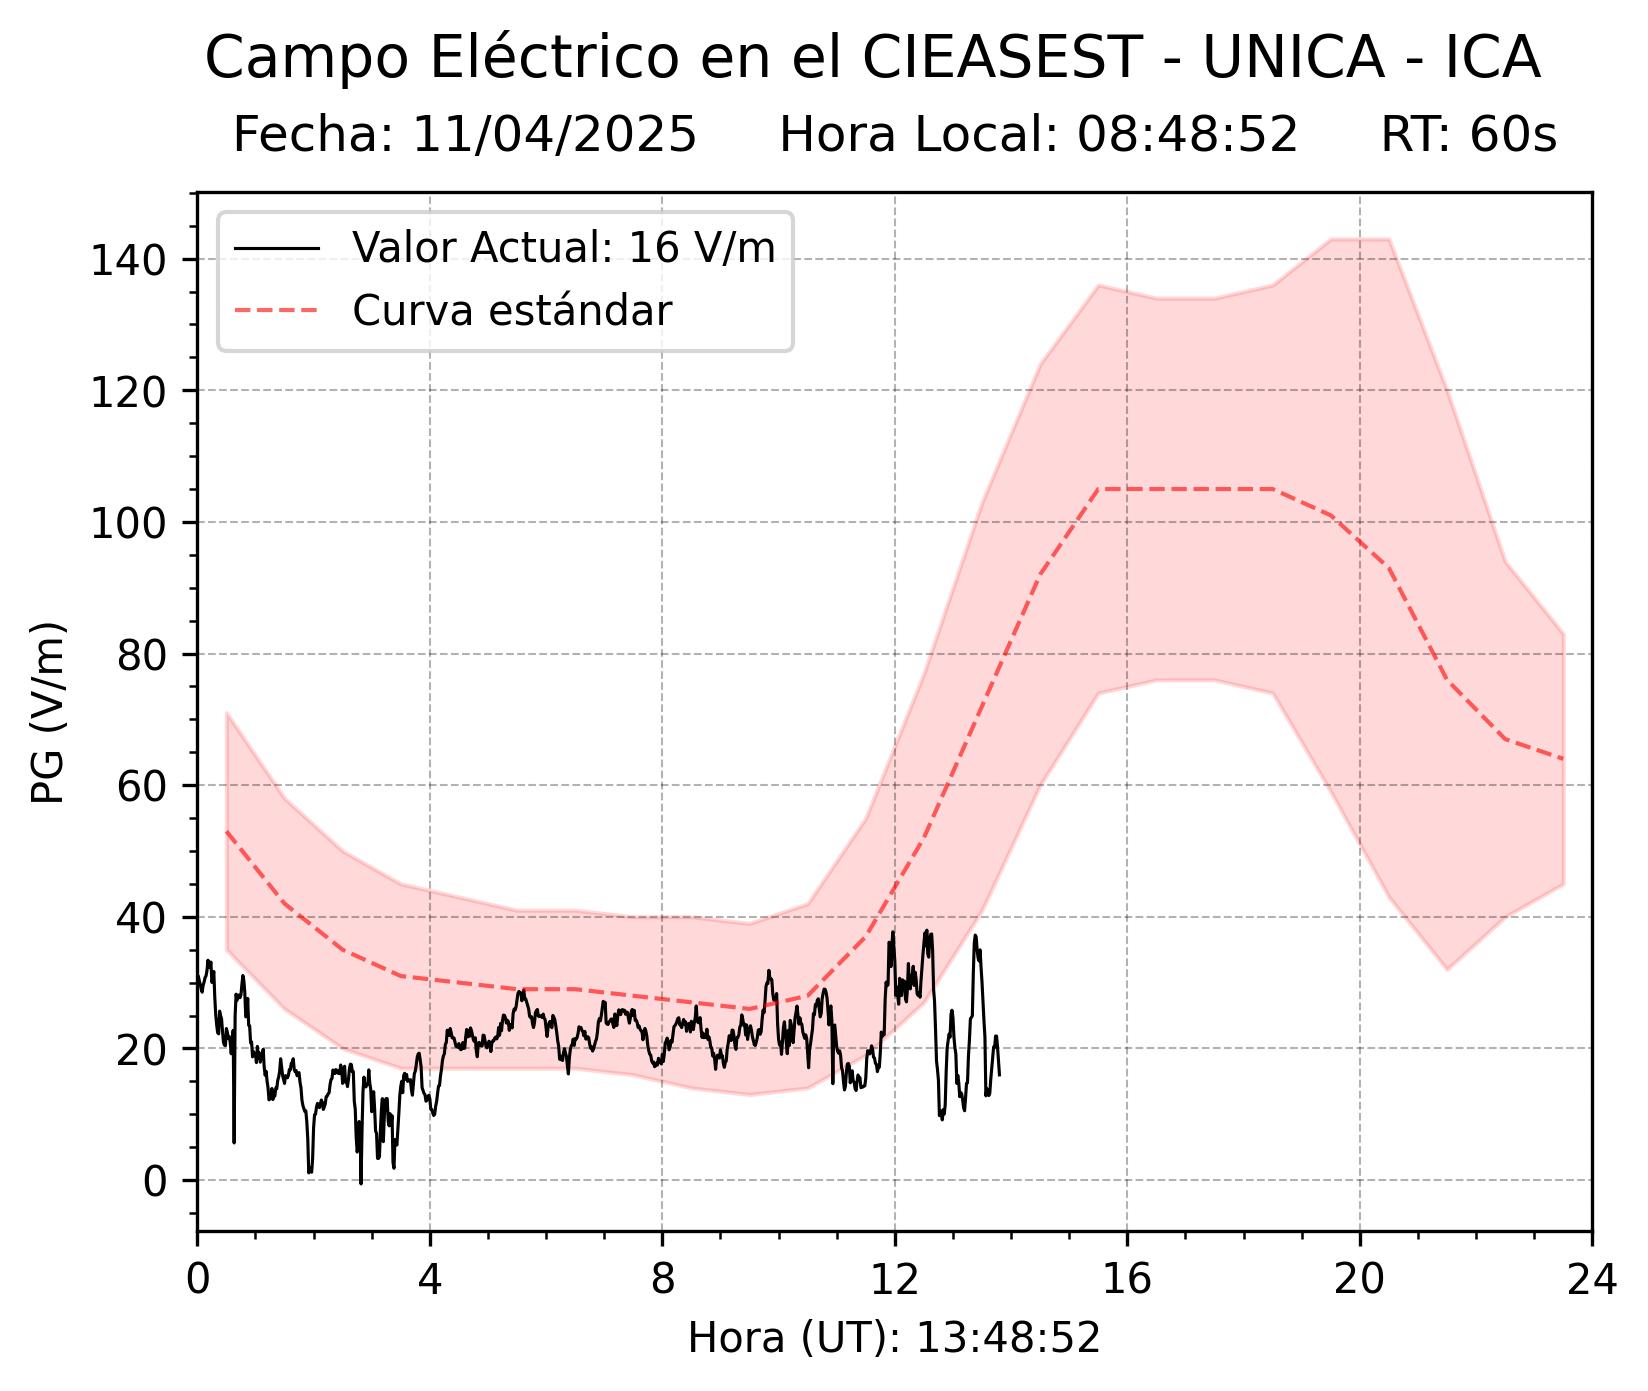 Campo Eléctrico en el CIEASEST - UNICA - ICA
Fecha: 11/04/2025 Hora Local: 08:48:52 RT: 60s
Valor Actual: 16 V/m
Curva estándar
140
120
100
80
60
40
20
0
PG (V/m)
0 4 8 12 16 20 24
Hora (UT): 13:48:52